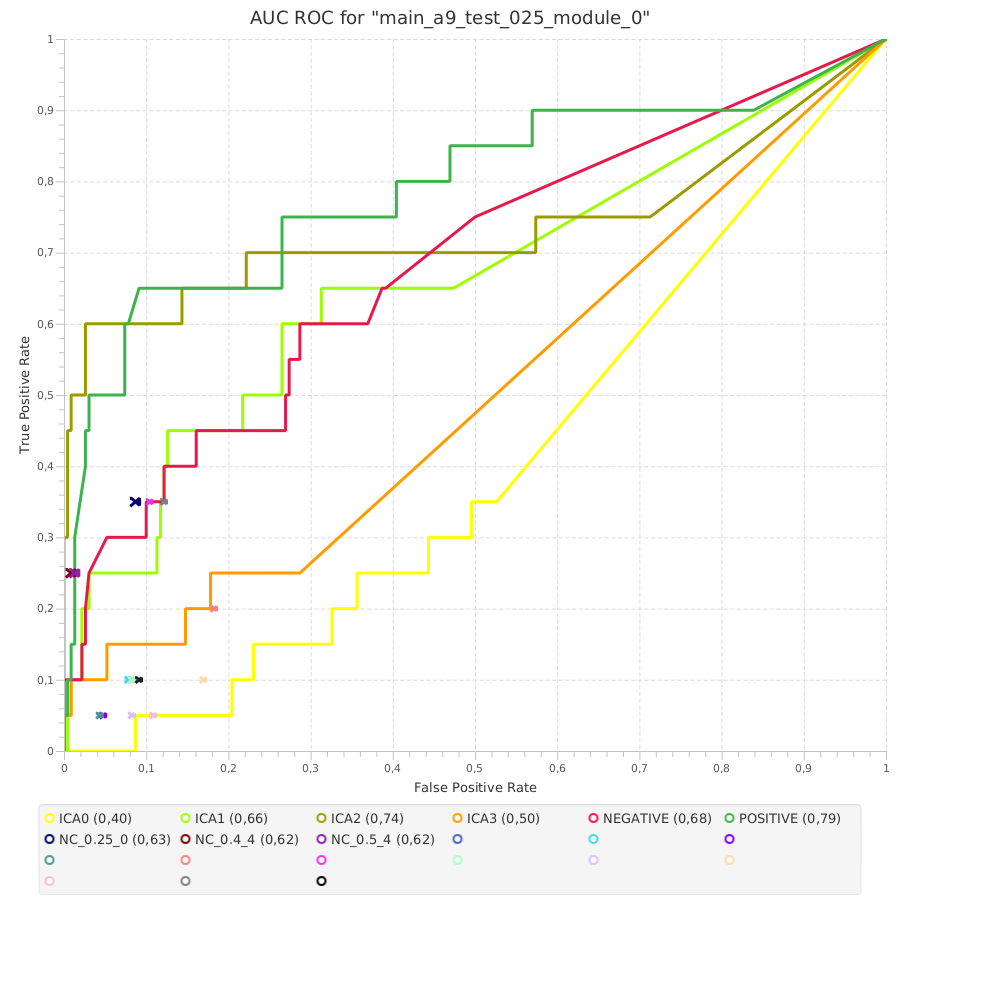 AUC ROC for "main_a9_test_025_module_0"
1
0,9
0,8
0,7
0,6
0,5
0,4
0,3
0,2
0,1
0
True Positive Rate
0 0,1 0,2 0,3 0,4 0,5 0,6 0,7 0,8 0,9 1
False Positive Rate
ICA0 (0,40) ICA1 (0,66) ICA2 (0,74) ICA3 (0,50) NEGATIVE (0,68) POSITIVE (0,79)
NC_0.25_0 (0,63) NC_0.4_4 (0,62) NC_0.5_4 (0,62)